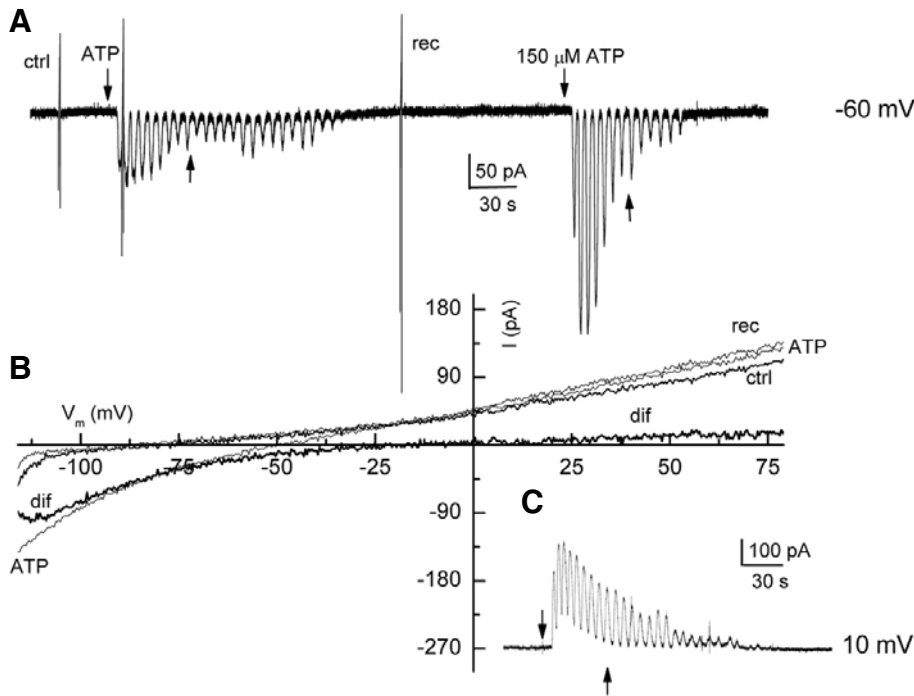 A
ctrl
ATP
rec
150 μM ATP
-60 mV
50 pA
30 s
B
180
90
-90
-180
-270
I (pA)
rec
ATP
ctrl
dif
Vm (mV)
-100
-75
-50
-25
25
50
75
dif
ATP
C
100 pA
30 s
10 mV